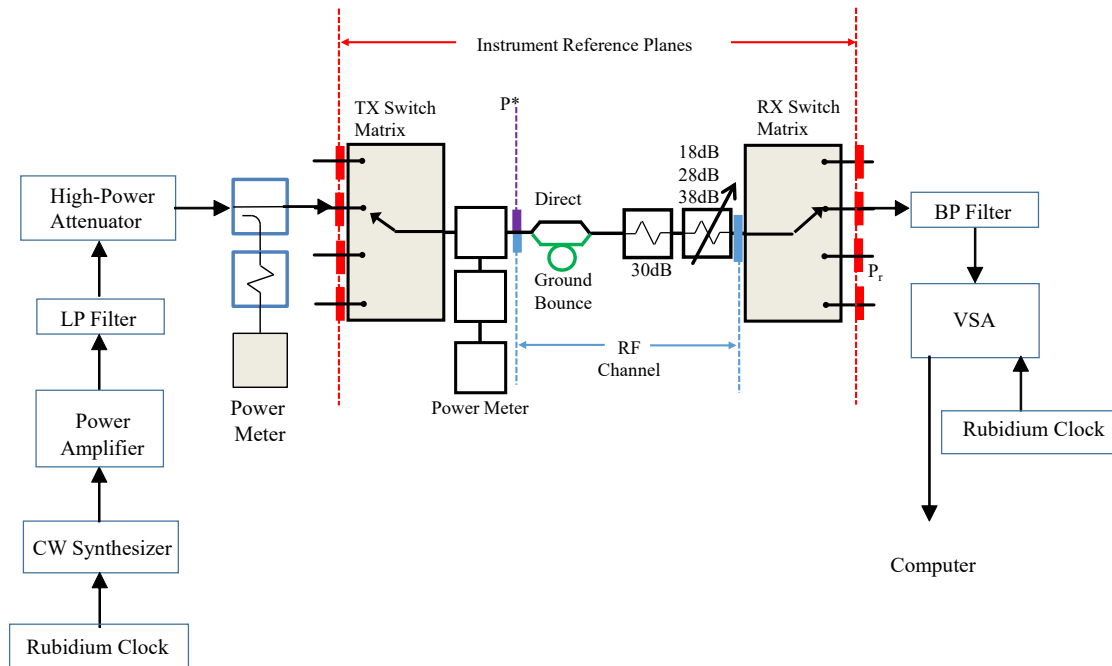 Instrument Reference Planes
TX Switch
Matrix
P*
RX Switch
Matrix
18dB
28dB
38dB
High-Power
Attenuator
Direct
BP Filter
30dB
Ground
Bounce
P_r
LP Filter
VSA
RF
Channel
Power Meter
Power
Meter
Power
Amplifier
Rubidium Clock
CW Synthesizer
Computer
Rubidium Clock